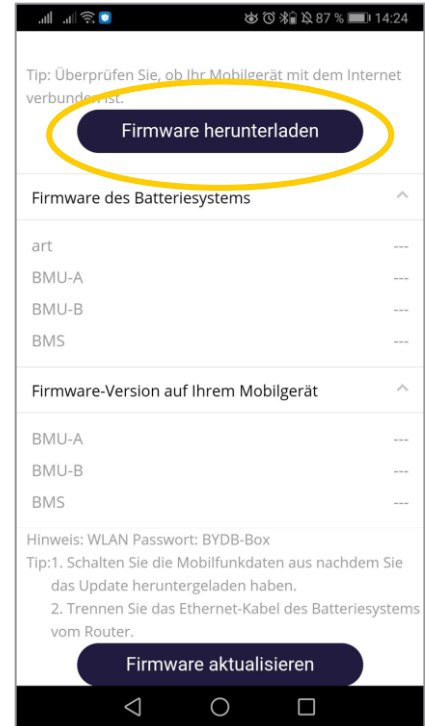 87 % 14:24
Tip: Überprüfen Sie, ob Ihr Mobilgerät mit dem Internet
verbunden ist.
Firmware herunterladen
Firmware des Batteriesystems
art ---
BMU-A ---
BMU-B ---
BMS ---
Firmware-Version auf Ihrem Mobilgerät
BMU-A ---
BMU-B ---
BMS ---
Hinweis: WLAN Passwort: BYDB-Box
Tip:1. Schalten Sie die Mobilfunkdaten aus nachdem Sie
das Update heruntergeladen haben.
2. Trennen Sie das Ethernet-Kabel des Batteriesystems
vom Router.
Firmware aktualisieren